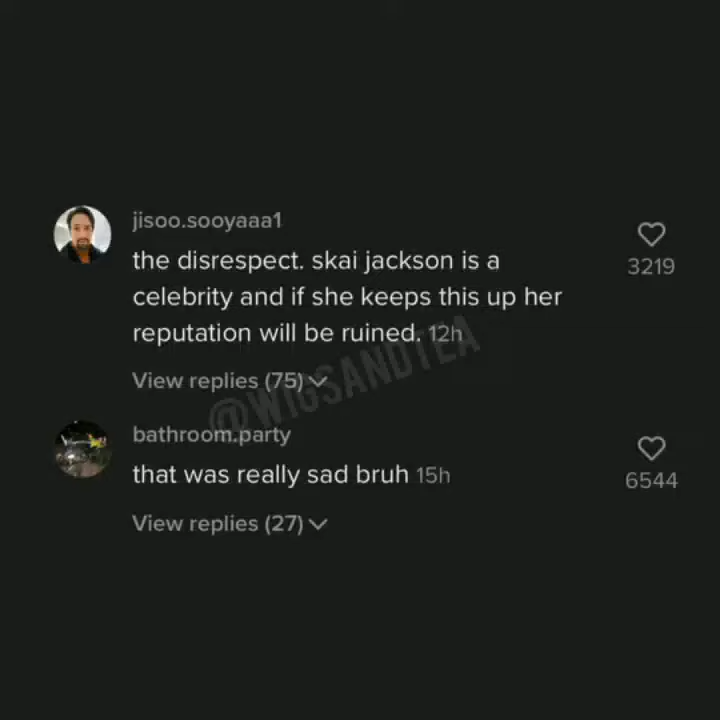 jisoo.sooyaaa1
the disrespect. skai jackson is a
3219
celebrity and if she keeps this up her
reputation will be ruined. 12h
View replies (75)
@WIGSANDTEA
bathroom.party
that was really sad bruh 15h
6544
View replies (27)